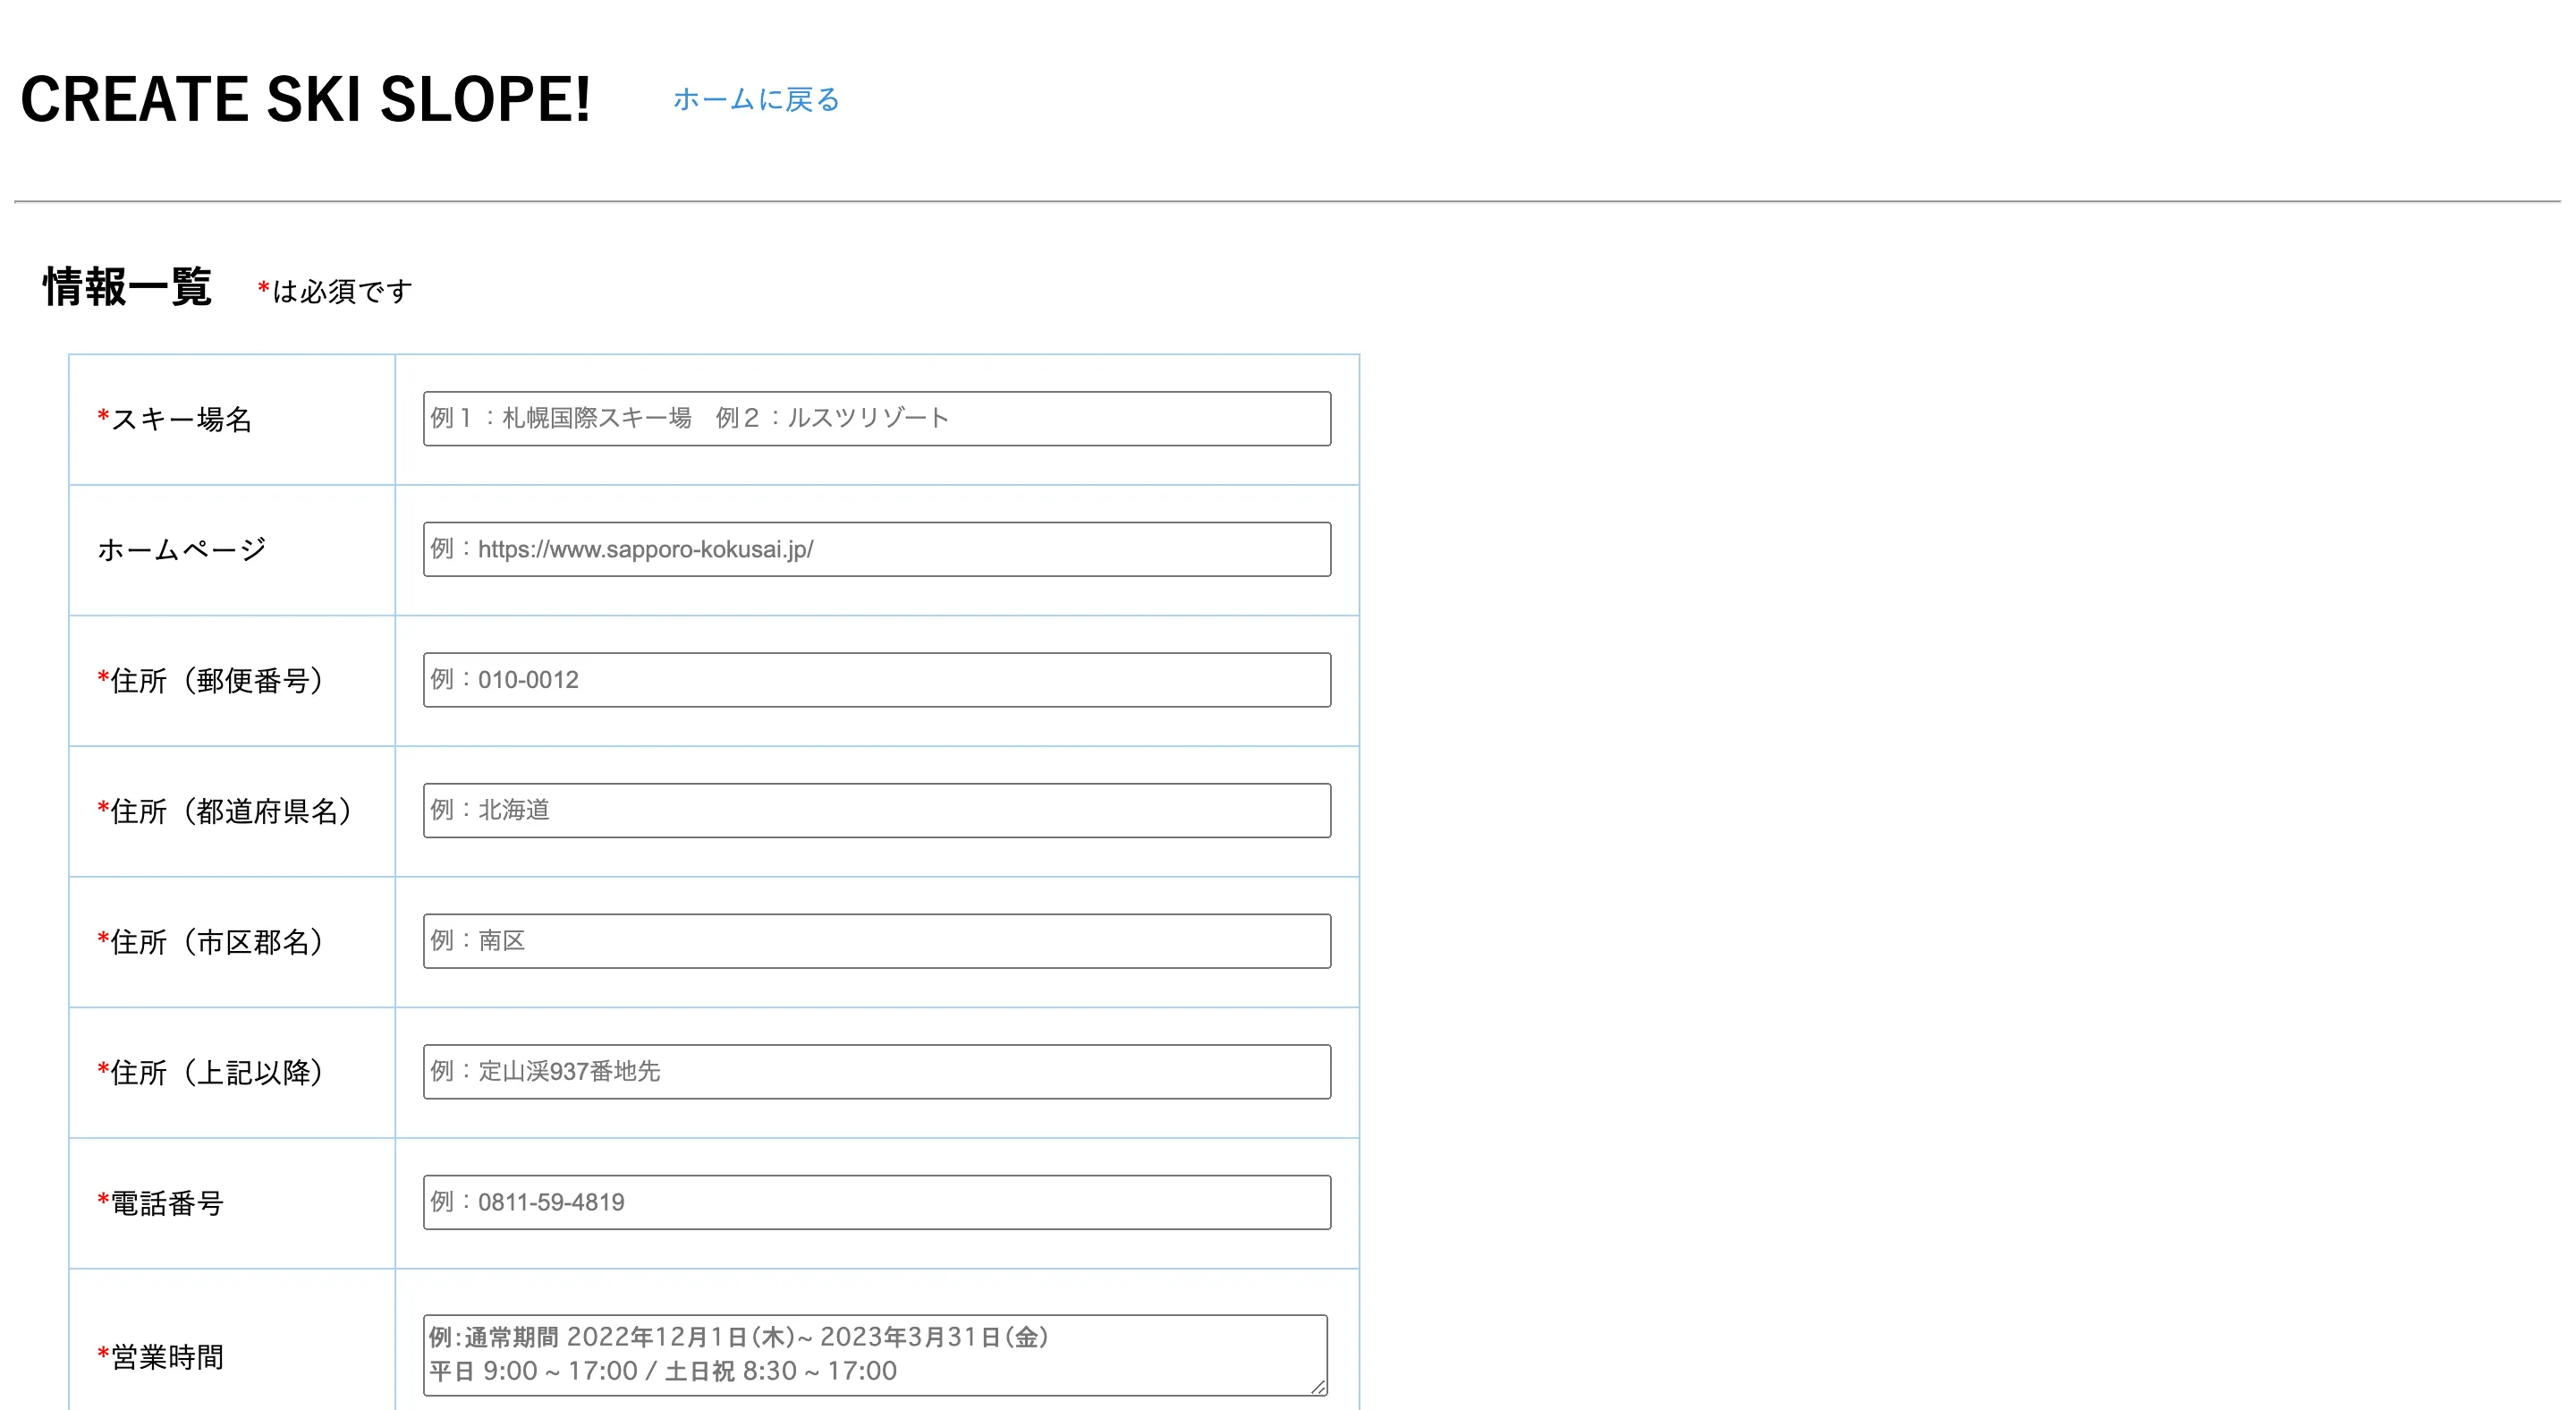 CREATE SKI SLOPE! ホームに戻る
情報一覧 *は必須です
*スキー場名 例１：札幌国際スキー場　例２：ルスツリゾート
ホームページ 例：https://www.sapporo-kokusai.jp/
*住所（郵便番号） 例：010-0012
*住所（都道府県名） 例：北海道
*住所（市区郡名） 例：南区
*住所（上記以降） 例：定山渓937番地先
*電話番号 例：0811-59-4819
*営業時間 例:通常期間 2022年12月1日(木)~ 2023年3月31日(金)
平日 9:00 ~ 17:00 / 土日祝 8:30 ~ 17:00